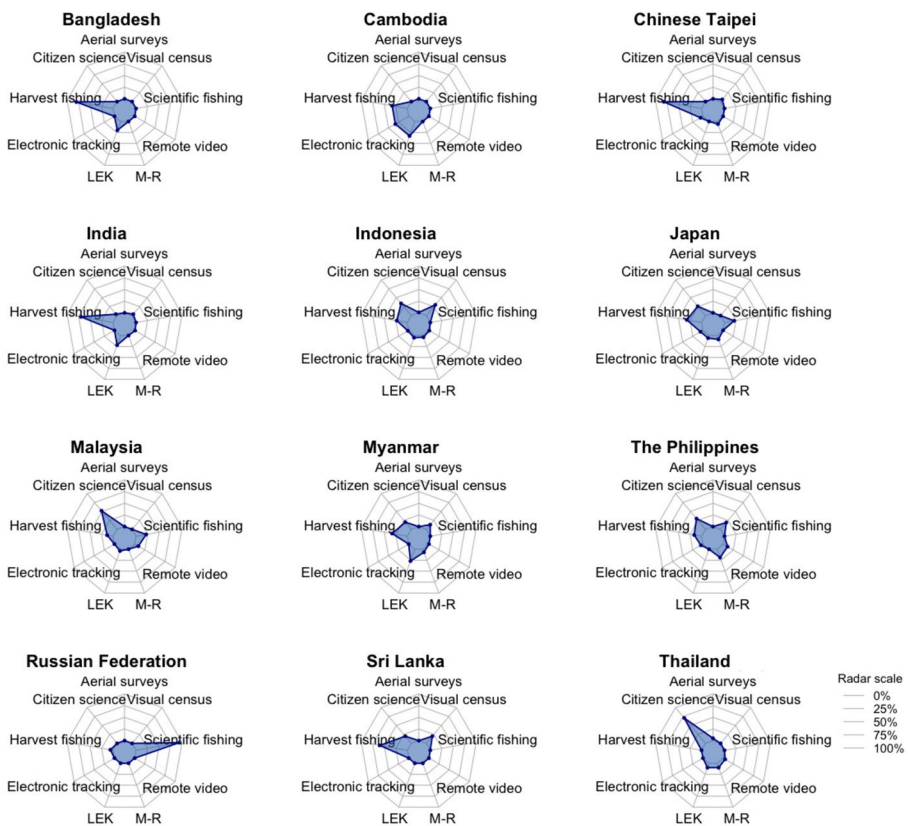 Bangladesh
Aerial surveys
Citizen science Visual census
Harvest fishing Scientific fishing
Electronic tracking Remote video
LEK M-R
Cambodia
Aerial surveys
Citizen science Visual census
Harvest fishing Scientific fishing
Electronic tracking Remote video
LEK M-R
Chinese Taipei
Aerial surveys
Citizen science Visual census
Harvest fishing Scientific fishing
Electronic tracking Remote video
LEK M-R
India
Aerial surveys
Citizen science Visual census
Harvest fishing Scientific fishing
Electronic tracking Remote video
LEK M-R
Indonesia
Aerial surveys
Citizen science Visual census
Harvest fishing Scientific fishing
Electronic tracking Remote video
LEK M-R
Japan
Aerial surveys
Citizen science Visual census
Harvest fishing Scientific fishing
Electronic tracking Remote video
LEK M-R
Malaysia
Aerial surveys
Citizen science Visual census
Harvest fishing Scientific fishing
Electronic tracking Remote video
LEK M-R
Myanmar
Aerial surveys
Citizen science Visual census
Harvest fishing Scientific fishing
Electronic tracking Remote video
LEK M-R
The Philippines
Aerial surveys
Citizen science Visual census
Harvest fishing Scientific fishing
Electronic tracking Remote video
LEK M-R
Russian Federation
Aerial surveys
Citizen science Visual census
Harvest fishing Scientific fishing
Electronic tracking Remote video
LEK M-R
Sri Lanka
Aerial surveys
Citizen science Visual census
Harvest fishing Scientific fishing
Electronic tracking Remote video
LEK M-R
Thailand
Aerial surveys
Citizen science Visual census
Harvest fishing Scientific fishing
Electronic tracking Remote video
LEK M-R
Radar scale
0%
25%
50%
75%
100%